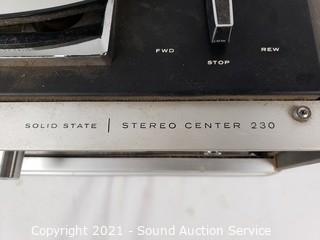 FWD
REW
STOP
SOLID STATE | STEREO CENTER 230
Copyright 2021 - Sound Auction Service